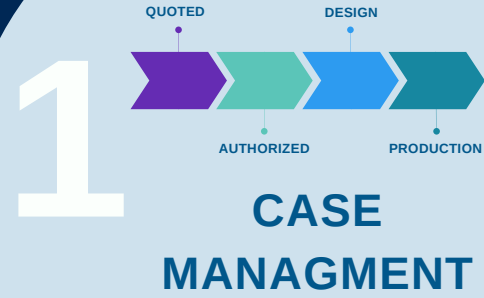 QUOTED DESIGN
1
AUTHORIZED PRODUCTION
CASE
MANAGMENT